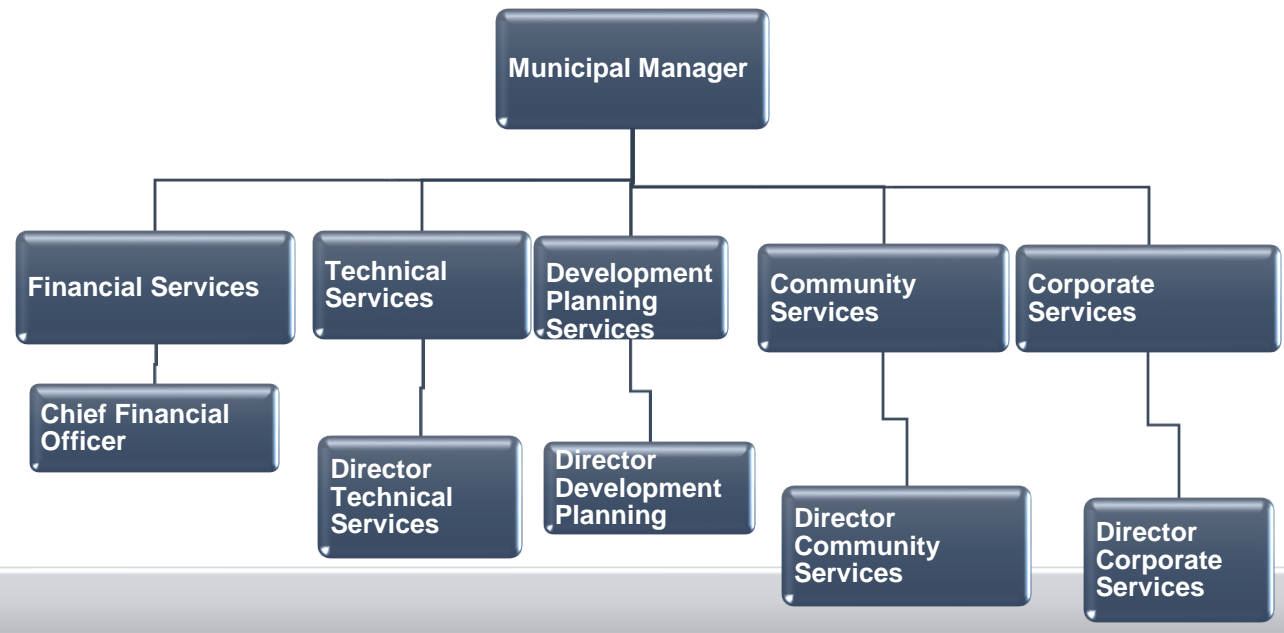 Municipal Manager
Financial Services
Technical
Services
Development
Planning
Services
Community
Services
Corporate
Services
Chief Financial
Officer
Director
Technical
Services
Director
Development
Planning
Director
Community
Services
Director
Corporate
Services